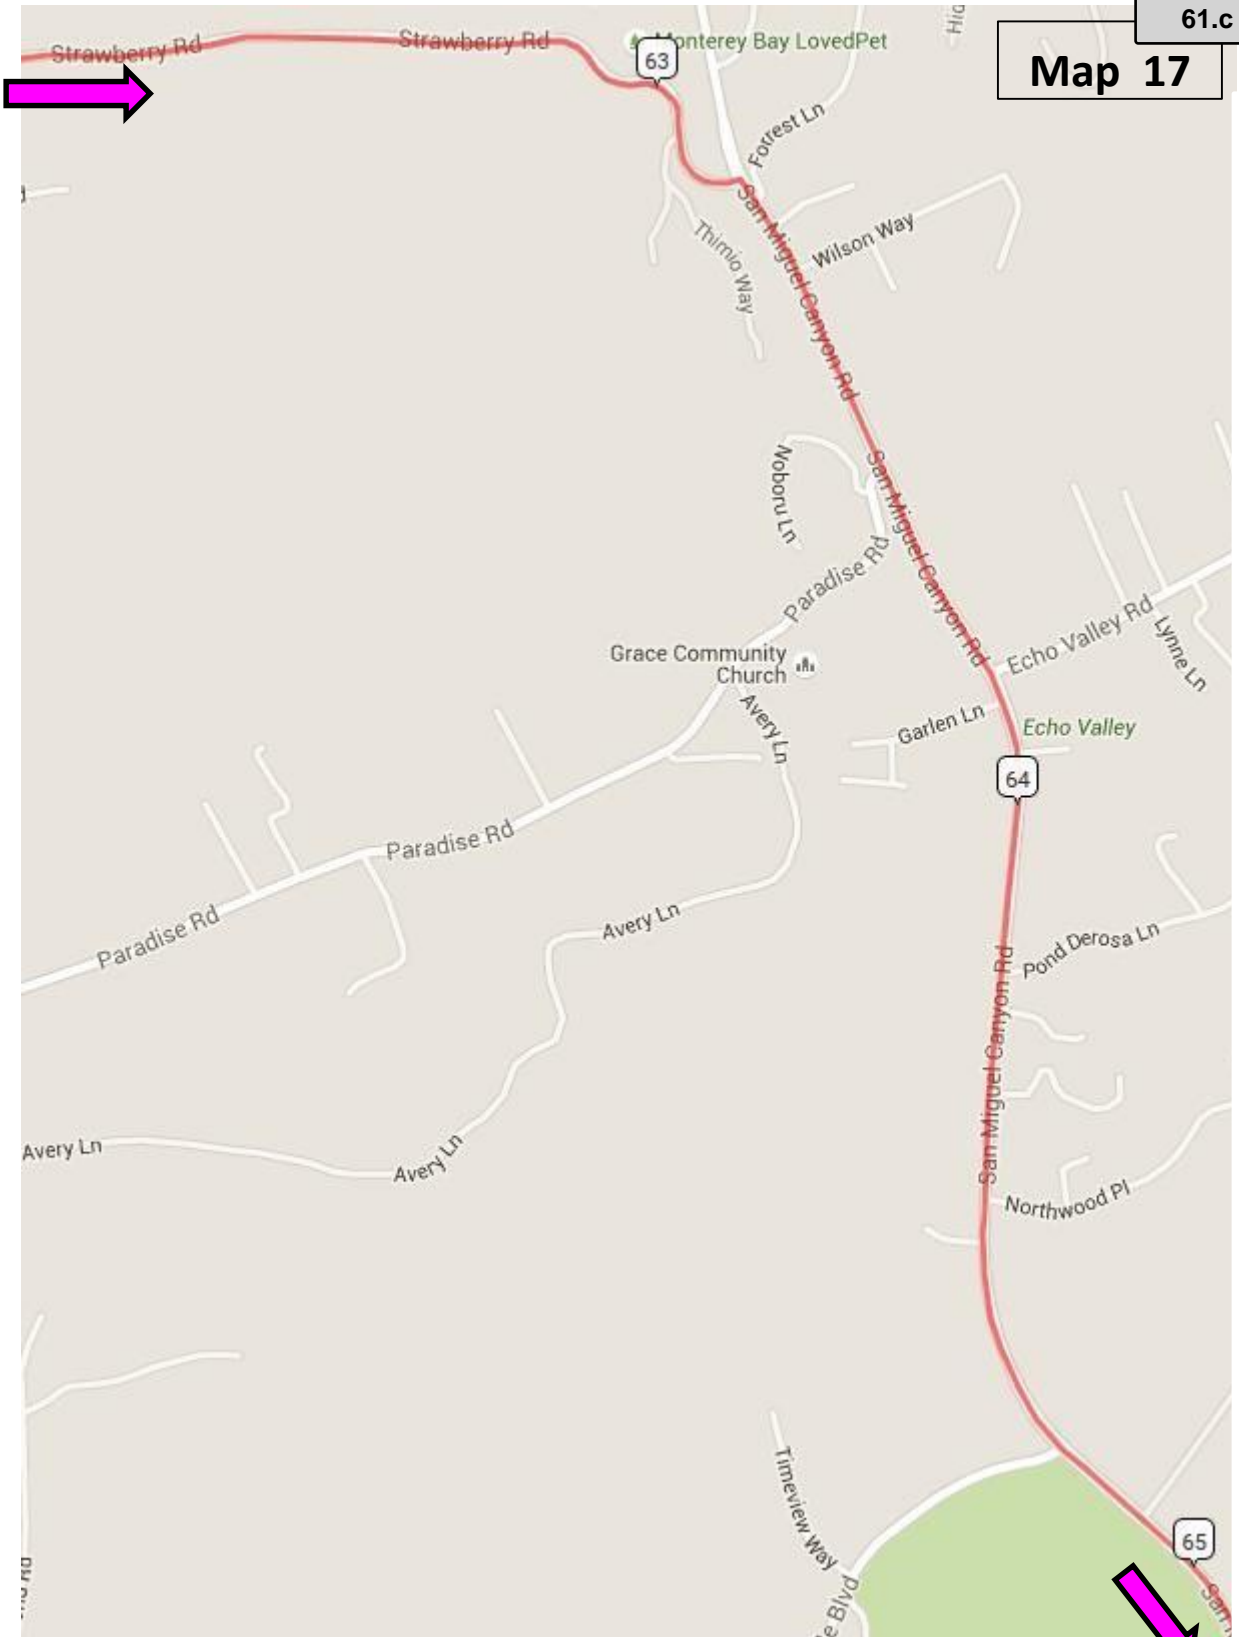 61.c
Map 17
Strawberry Rd
Strawberry Rd
Monterey Bay LovedPet
63
Forrest Ln
San Miguel Canyon Rd
Wilson Way
Thimio Way
San Miguel Canyon Rd
Noboru Ln
Paradise Rd
Echo Valley Rd
Lynne Ln
Grace Community
Church
Avery Ln
Garlen Ln
Echo Valley
64
Paradise Rd
Paradise Rd
Avery Ln
Pond Derosa Ln
San Miguel Canyon Rd
Avery Ln
Avery Ln
Northwood Pl
Timeview Way
65
Blvd
San
Rd